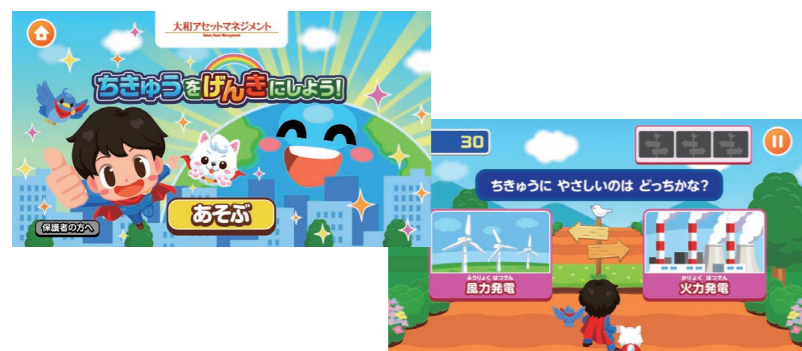 大和アセットマネジメント
Daiwa Asset Management
ちきゅうをげんきにしよう!
あそぶ
保護者の方へ
30
ちきゅうに やさしいのは どっちかな?
ふうりょく はつでん
風力発電
かりょく はつでん
火力発電